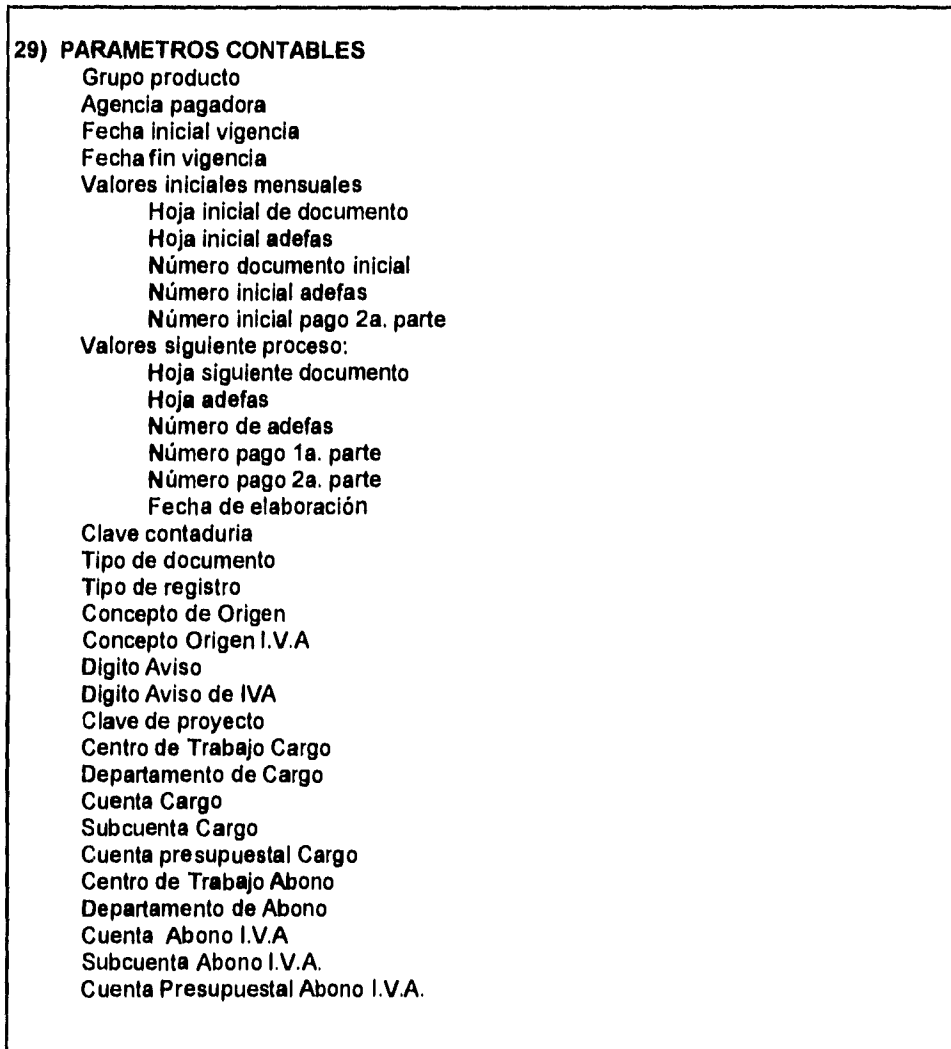 29) PARAMETROS CONTABLES
Grupo producto
Agencia pagadora
Fecha inicial vigencia
Fecha fin vigencia
Valores iniciales mensuales
Hoja inicial de documento
Hoja inicial adefas
Número documento inicial
Número inicial adefas
Número inicial pago 2a. parte
Valores siguiente proceso:
Hoja siguiente documento
Hoja adefas
Número de adefas
Número pago 1a. parte
Número pago 2a. parte
Fecha de elaboración
Clave contaduria
Tipo de documento
Tipo de registro
Concepto de Origen
Concepto Origen I.V.A
Digito Aviso
Digito Aviso de IVA
Clave de proyecto
Centro de Trabajo Cargo
Departamento de Cargo
Cuenta Cargo
Subcuenta Cargo
Cuenta presupuestal Cargo
Centro de Trabajo Abono
Departamento de Abono
Cuenta Abono I.V.A
Subcuenta Abono I.V.A.
Cuenta Presupuestal Abono I.V.A.